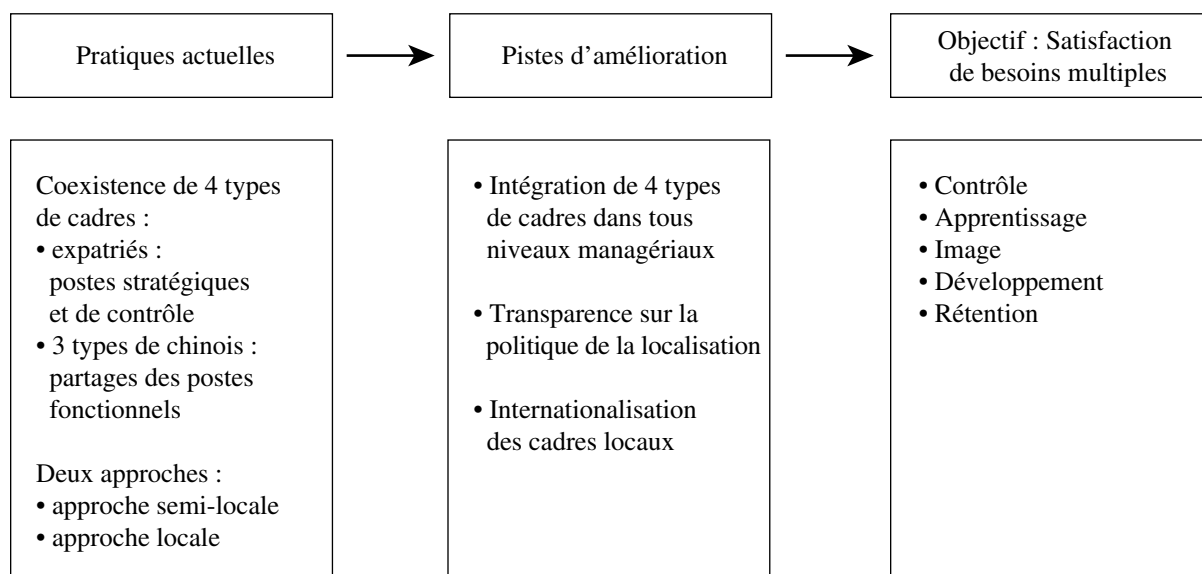 Pratiques actuelles
Pistes d'amélioration
Objectif : Satisfaction
de besoins multiples
Coexistence de 4 types
de cadres :
• expatriés :
postes stratégiques
et de contrôle
• 3 types de chinois :
partages des postes
fonctionnels
Deux approches :
• approche semi-locale
• approche locale
• Intégration de 4 types
de cadres dans tous
niveaux managériaux
• Transparence sur la
politique de la localisation
• Internationalisation
des cadres locaux
• Contrôle
• Apprentissage
• Image
• Développement
• Rétention